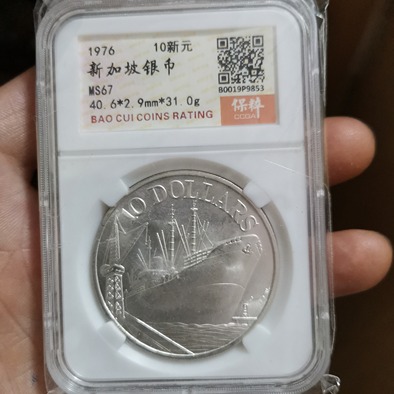 1976 10新元
新加坡银币
MS67
40.6*2.9mm*31.0g
BAO CUI COINS RATING
B0019P9853
保粹
CCGA
10 DOLLARS